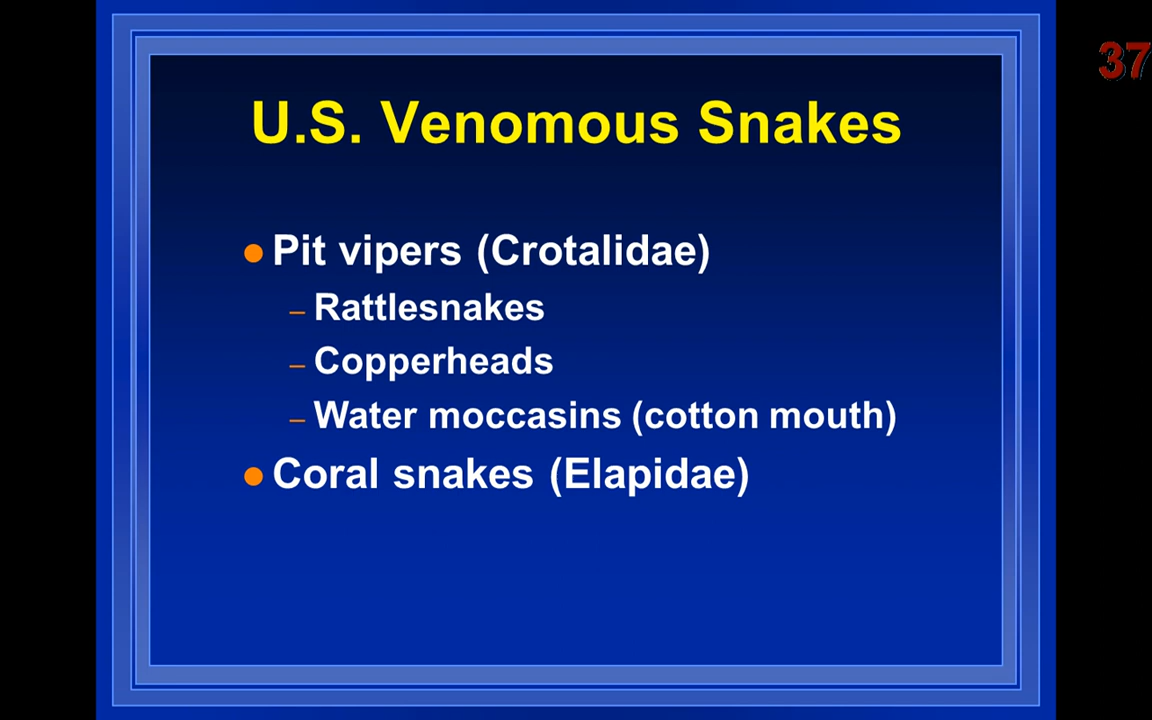 37
U.S. Venomous Snakes
● Pit vipers (Crotalidae)
– Rattlesnakes
– Copperheads
– Water moccasins (cotton mouth)
● Coral snakes (Elapidae)